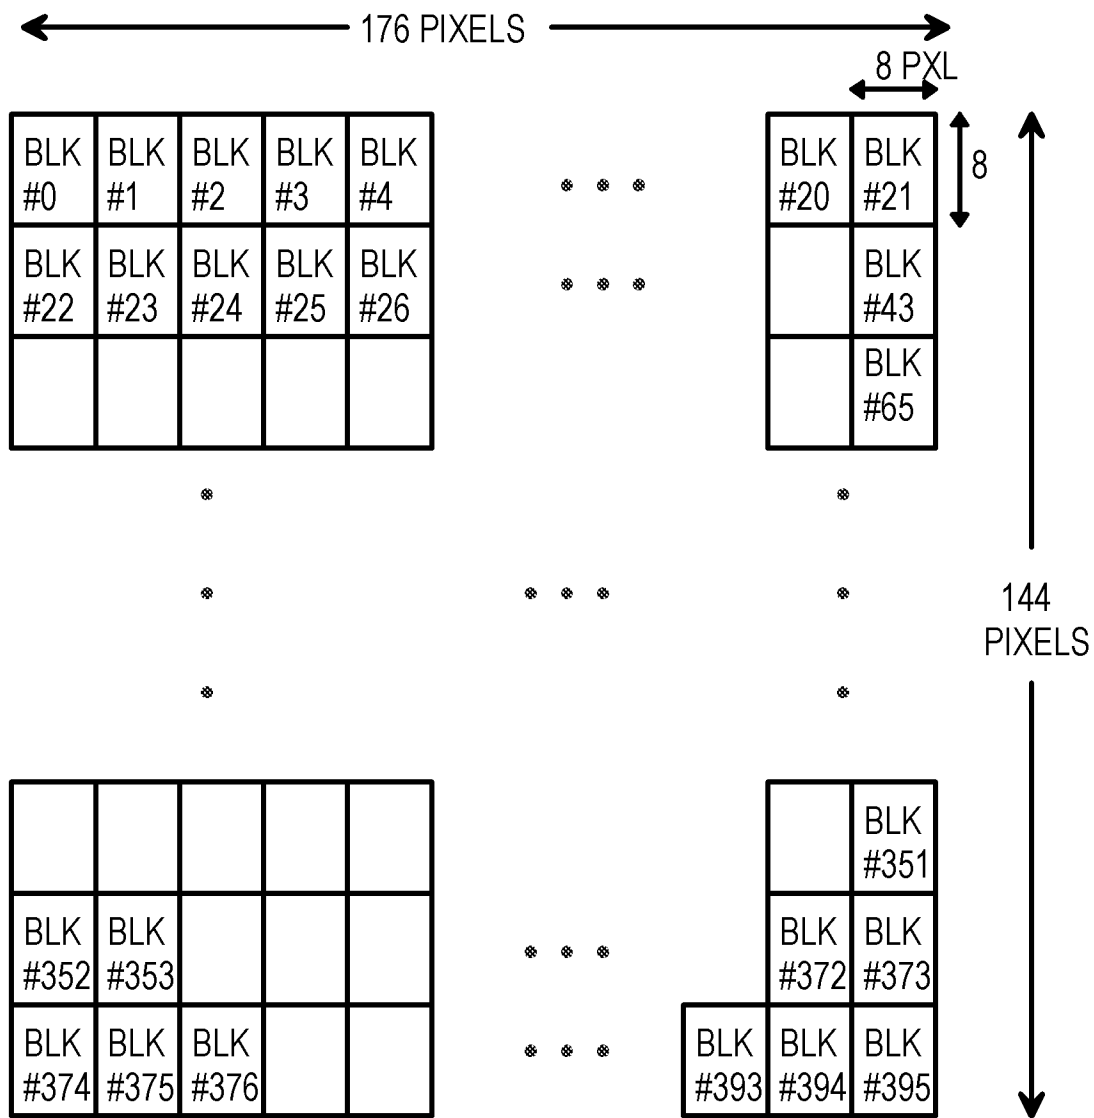 176 PIXELS
8 PXL
BLK BLK BLK BLK BLK BLK BLK
#0 #1 #2 #3 #4 #20 #21
8
BLK BLK BLK BLK BLK BLK
#22 #23 #24 #25 #26 #43
BLK
#65
144
PIXELS
BLK
#351
BLK BLK BLK BLK
#352 #353 #372 #373
BLK BLK BLK BLK BLK BLK
#374 #375 #376 #393 #394 #395